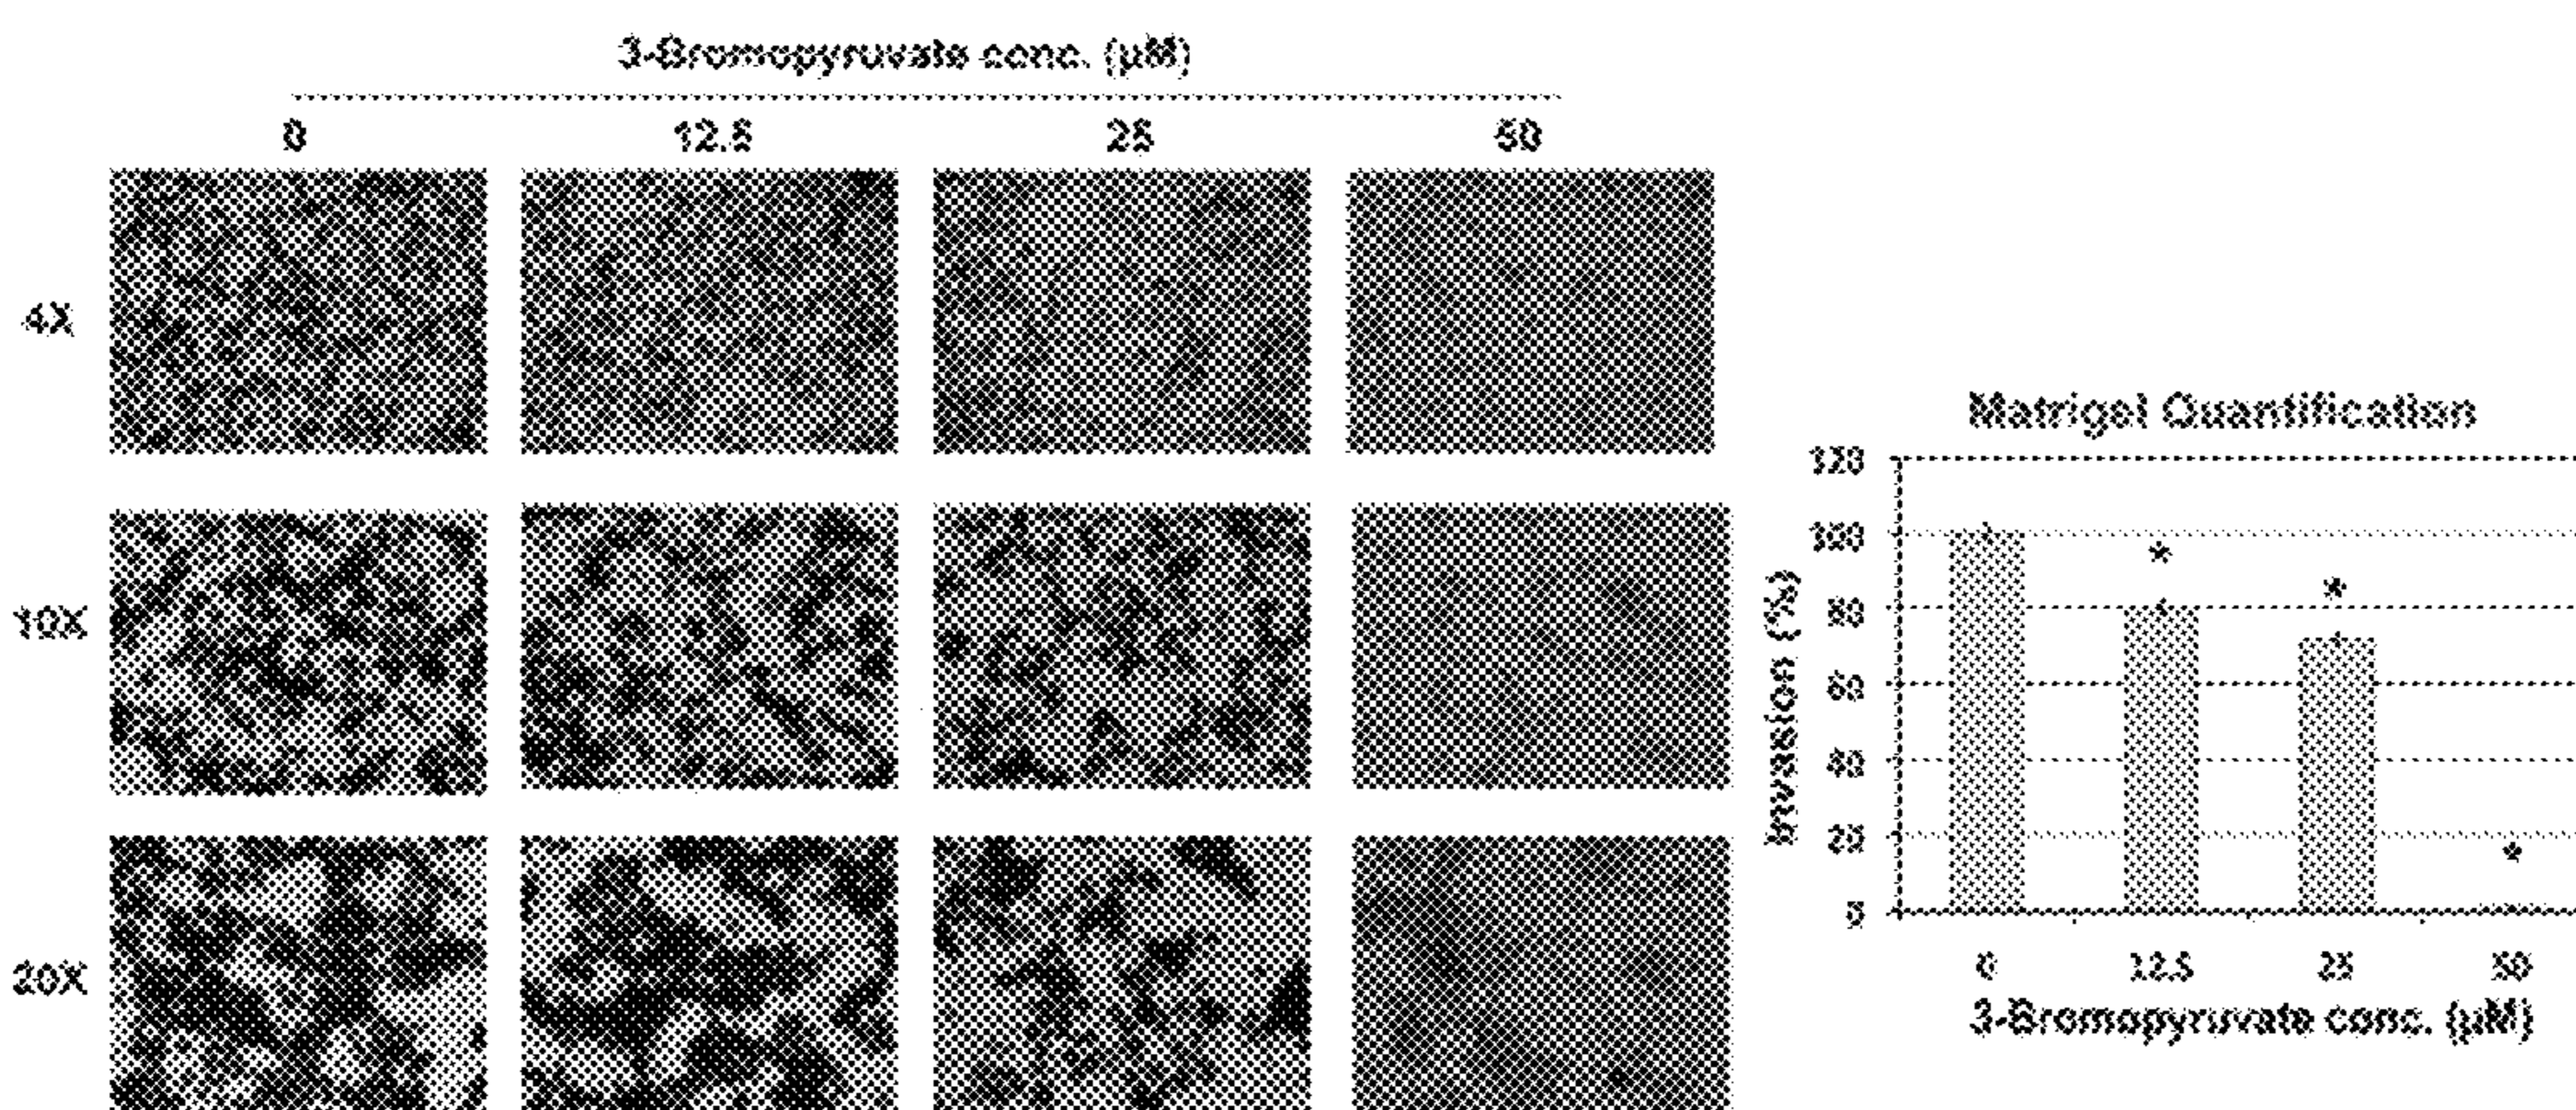 3-Bromopyruvate conc. (µM)
0 12.5 25 50
4X
10X
20X
Matrigel Quantification
120
100
80
60
40
20
0
Invasion (%)
* * * *
0 12.5 25 50
3-Bromopyruvate conc. (µM)